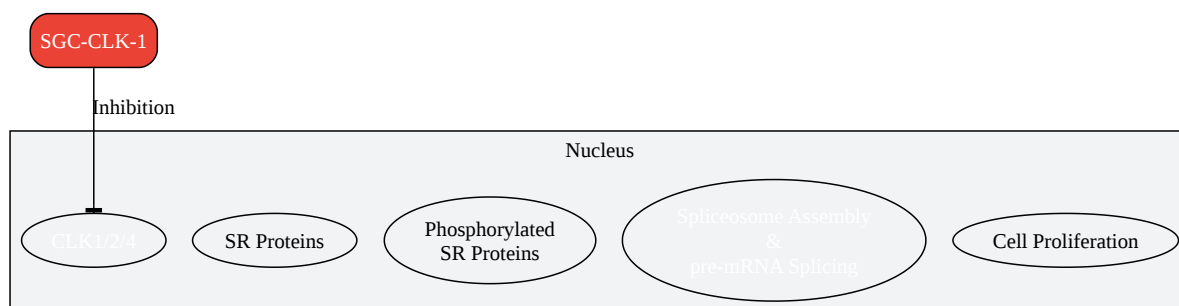 SGC-CLK-1
Inhibition
Nucleus
CLK1/2/4
SR Proteins
Phosphorylated
SR Proteins
Spliceosome Assembly
&
pre-mRNA Splicing
Cell Proliferation